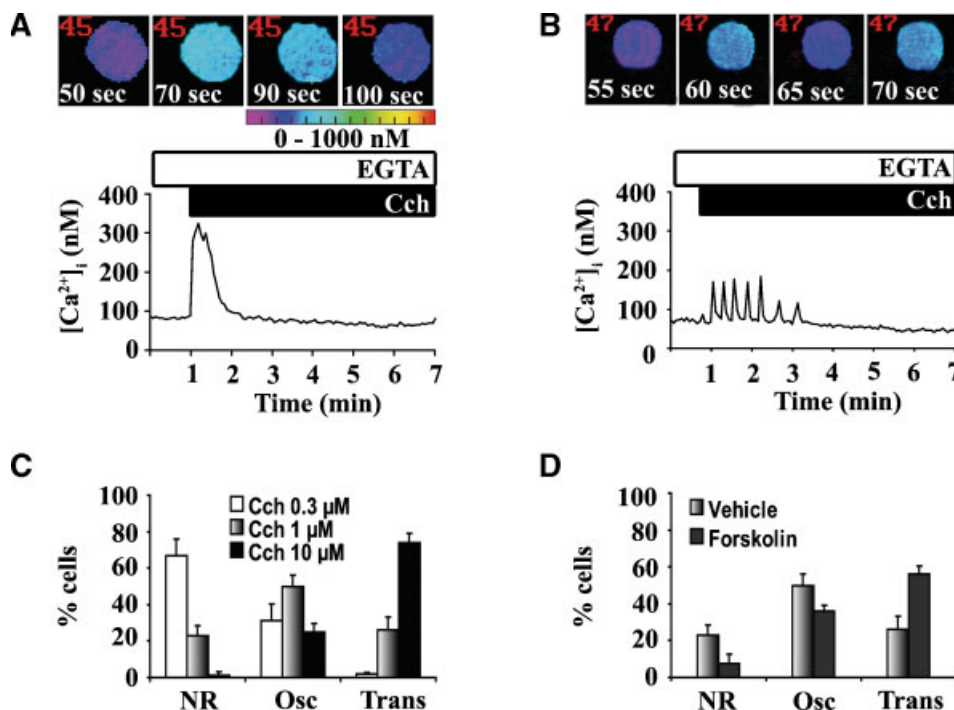 A
45 45 45 45
50 sec 70 sec 90 sec 100 sec
0 - 1000 nM
EGTA
Cch
[Ca²⁺]ᵢ (nM)
400
300
200
100
0
1 2 3 4 5 6 7
Time (min)
B
47 47 47 47
55 sec 60 sec 65 sec 70 sec
EGTA
Cch
[Ca²⁺]ᵢ (nM)
400
300
200
100
0
1 2 3 4 5 6 7
Time (min)
C
% cells
100
80
60
40
20
0
Cch 0.3 µM
Cch 1 µM
Cch 10 µM
NR Osc Trans
D
% cells
100
80
60
40
20
0
Vehicle
Forskolin
NR Osc Trans